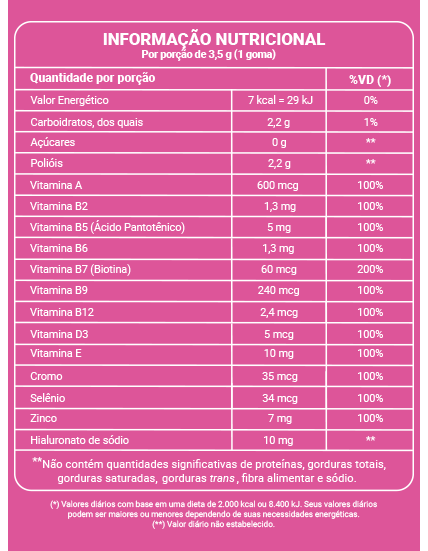 INFORMAÇÃO NUTRICIONAL
Por porção de 3,5 g (1 goma)
Quantidade por porção %VD (*)
Valor Energético 7 kcal = 29 kJ 0%
Carboidratos, dos quais 2,2 g 1%
Açúcares 0 g **
Polióis 2,2 g **
Vitamina A 600 mcg 100%
Vitamina B2 1,3 mg 100%
Vitamina B5 (Ácido Pantotênico) 5 mg 100%
Vitamina B6 1,3 mg 100%
Vitamina B7 (Biotina) 60 mcg 200%
Vitamina B9 240 mcg 100%
Vitamina B12 2,4 mcg 100%
Vitamina D3 5 mcg 100%
Vitamina E 10 mg 100%
Cromo 35 mcg 100%
Selênio 34 mcg 100%
Zinco 7 mg 100%
Hialuronato de sódio 10 mg **
**Não contém quantidades significativas de proteínas, gorduras totais,
gorduras saturadas, gorduras trans , fibra alimentar e sódio.
(*) Valores diários com base em uma dieta de 2.000 kcal ou 8.400 kJ. Seus valores diários
podem ser maiores ou menores dependendo de suas necessidades energéticas.
(**) Valor diário não estabelecido.